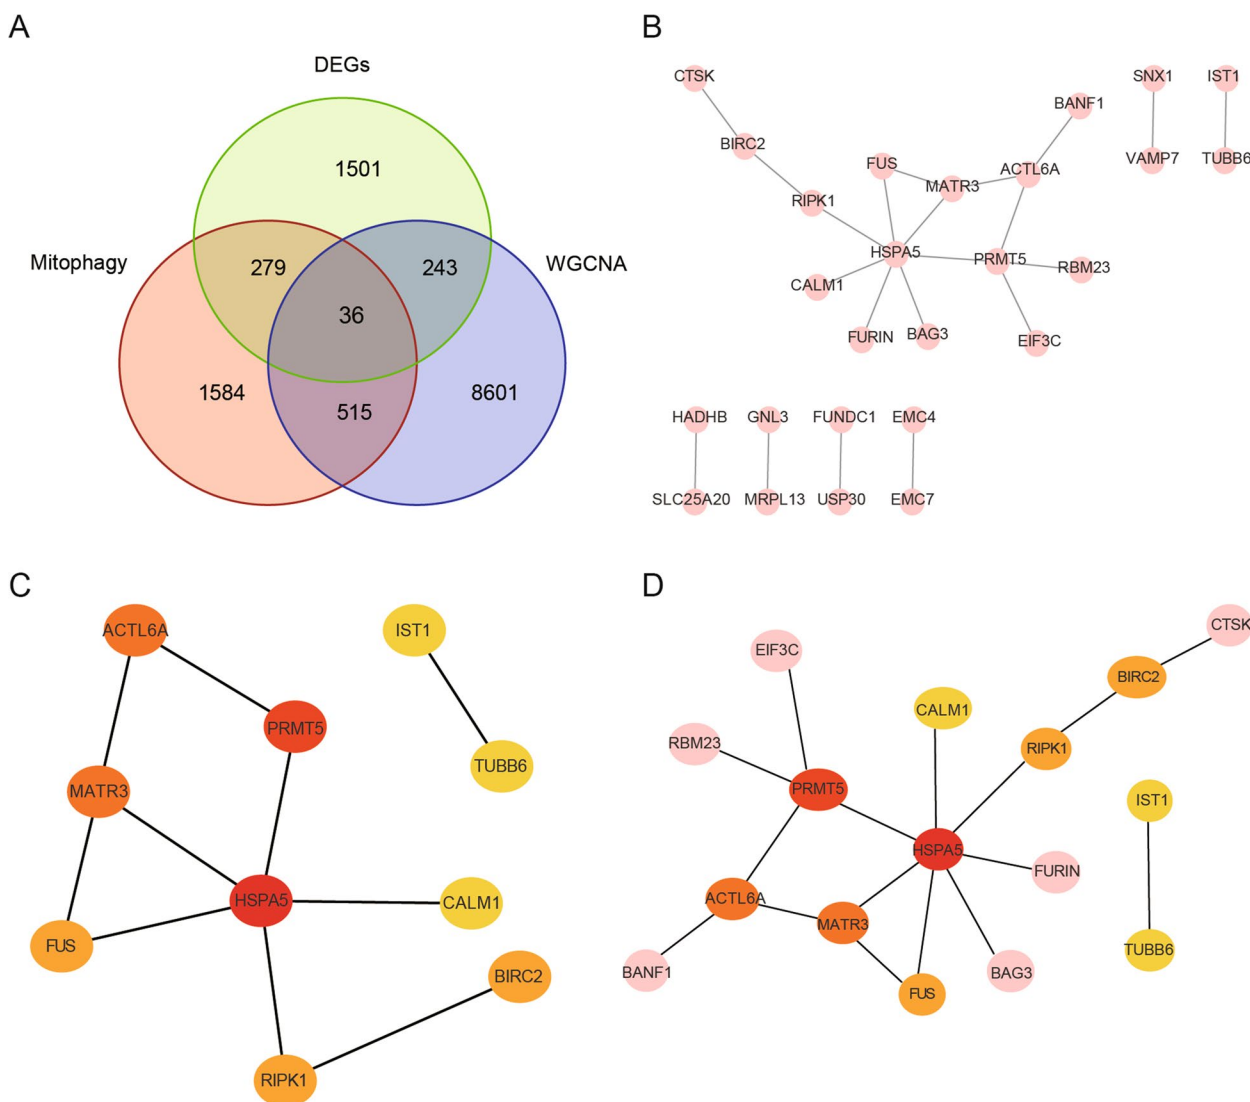 A
DEGs
1501
Mitophagy
279
243
WGCNA
36
1584
515
8601
B
CTSK
SNX1
IST1
BANF1
BIRC2
FUS
ACTL6A
VAMP7
TUBB6
MATR3
RIPK1
HSPA5
PRMT5
RBM23
CALM1
FURIN
BAG3
EIF3C
HADHB
GNL3
FUNDC1
EMC4
SLC25A20
MRPL13
USP30
EMC7
C
ACTL6A
IST1
PRMT5
TUBB6
MATR3
HSPA5
CALM1
FUS
BIRC2
RIPK1
D
CTSK
EIF3C
BIRC2
CALM1
RBM23
RIPK1
PRMT5
IST1
HSPA5
FURIN
ACTL6A
MATR3
TUBB6
BANF1
BAG3
FUS